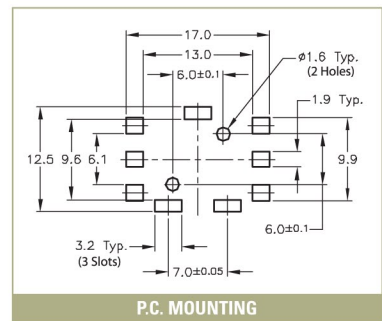 17.0
13.0
6.0±0.1
ø1.6 Typ.
(2 Holes)
1.9 Typ.
12.5 9.6 6.1
9.9
6.0±0.1
3.2 Typ.
(3 Slots)
7.0±0.05
P.C. MOUNTING